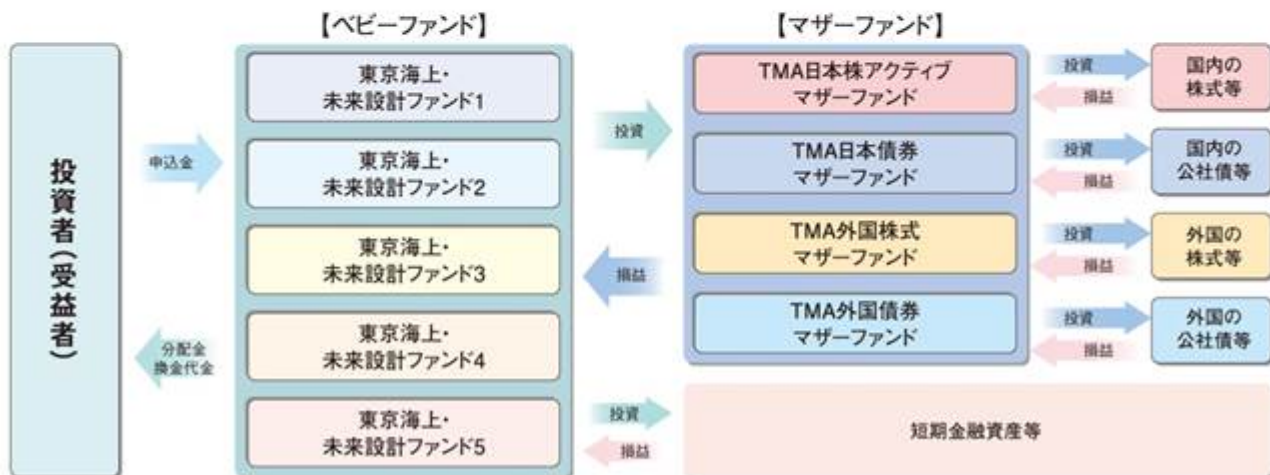 【ベビーファンド】
【マザーファンド】
投資者(受益者)
申込金
分配金
換金代金
東京海上・
未来設計ファンド1
東京海上・
未来設計ファンド2
東京海上・
未来設計ファンド3
東京海上・
未来設計ファンド4
東京海上・
未来設計ファンド5
投資
損益
投資
損益
TMA日本株アクティブ
マザーファンド
TMA日本債券
マザーファンド
TMA外国株式
マザーファンド
TMA外国債券
マザーファンド
投資
損益
国内の
株式等
投資
損益
国内の
公社債等
投資
損益
外国の
株式等
投資
損益
外国の
公社債等
短期金融資産等